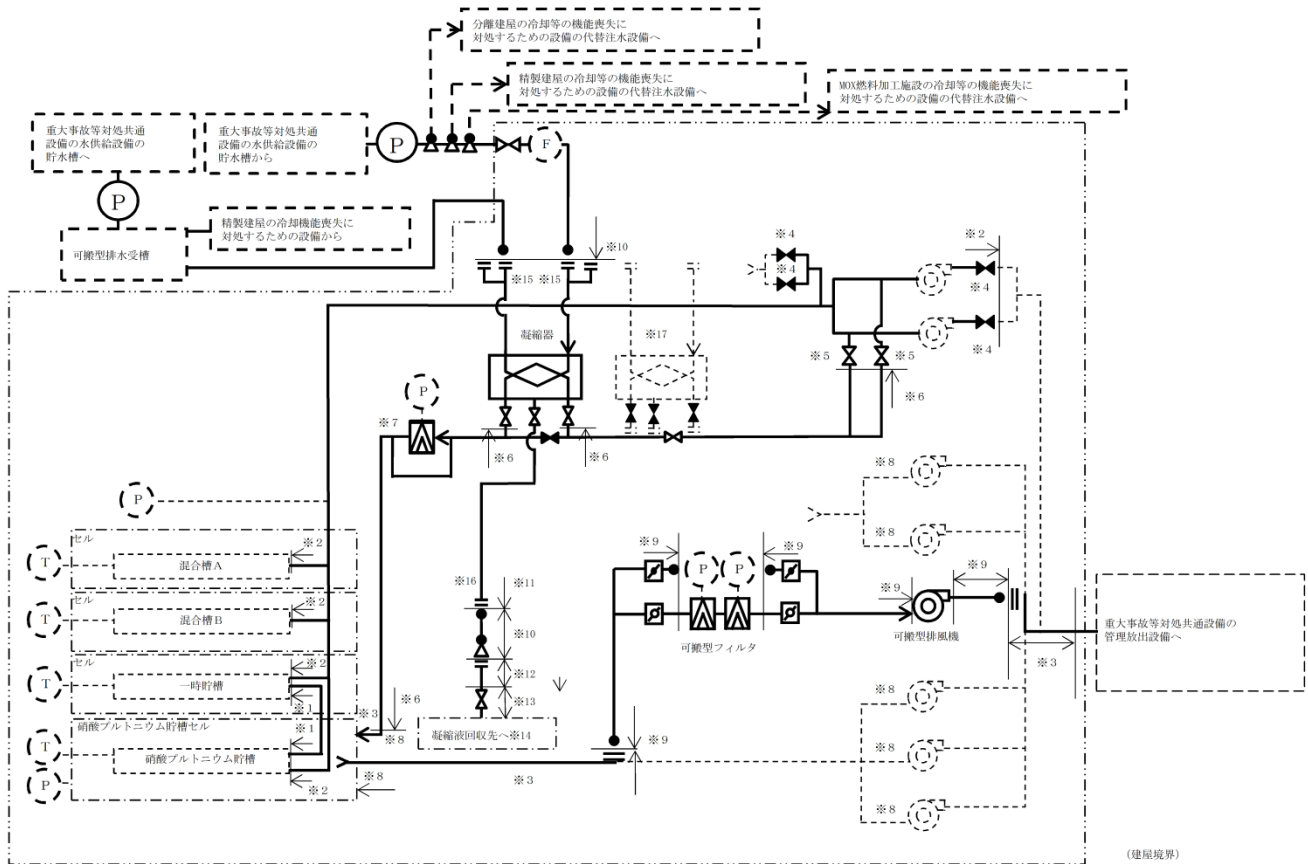 分離建屋の冷却等の機能喪失に
対処するための設備の代替注水設備へ
精製建屋の冷却等の機能喪失に
対処するための設備の代替注水設備へ
MOX燃料加工施設の冷却等の機能喪失に
対処するための設備の代替注水設備へ
重大事故等対処共通
設備の水供給設備の
貯水槽へ
重大事故等対処共通
設備の水供給設備の
貯水槽から
P
F
P
精製建屋の冷却機能喪失に
対処するための設備から
可搬型排水受槽
※10
※4
※2
※15
※15
※4
※4
凝縮器
※17
※5
※5
※4
※6
P
※7
※6
※6
※8
P
セル
※2
T
混合槽A
※8
※9
※9
P
P
セル
※2
T
混合槽B
※16
※11
※10
※9
※9
可搬型フィルタ
可搬型排風機
重大事故等対処共通設備の
管理放出設備へ
セル
※2
T
一時貯槽
※1
※12
※3
※6
※13
※8
硝酸プルトニウム貯槽セル
※1
※3
※8
凝縮液回収先へ※14
※9
T
硝酸プルトニウム貯槽
※8
P
※2
※8
※3
※8
(建屋境界)